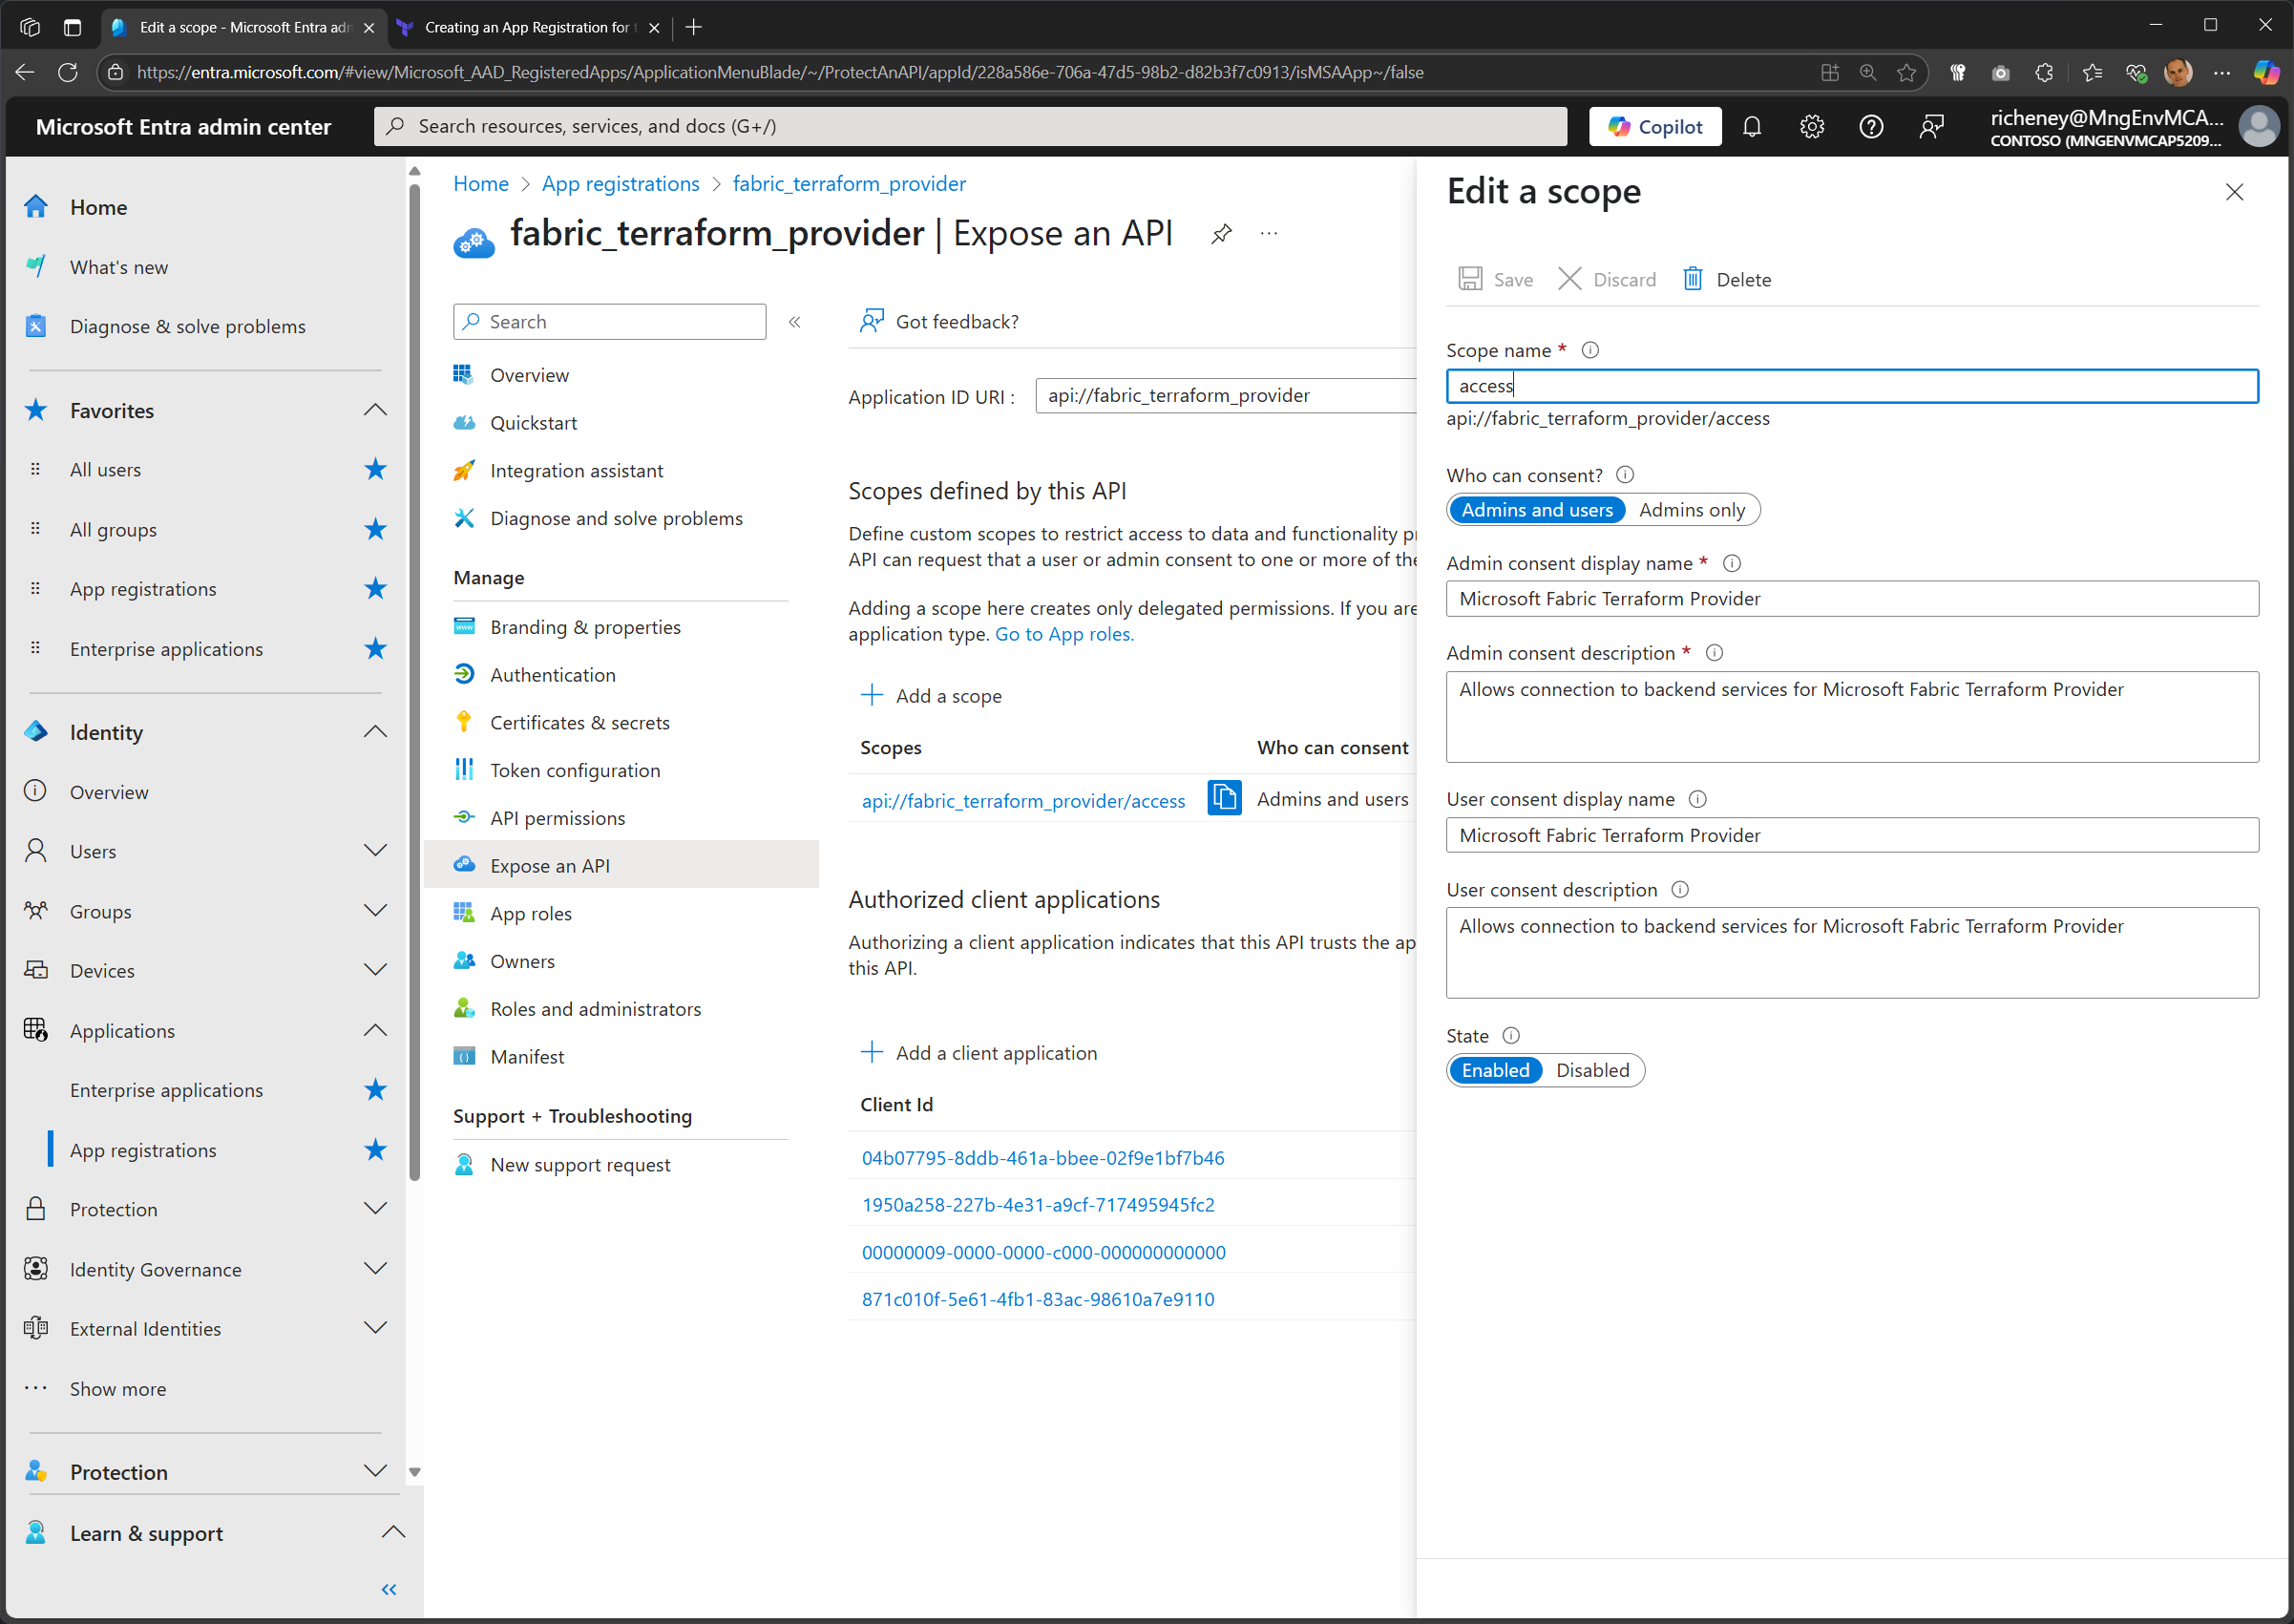 Edit a scope - Microsoft Entra adm
Creating an App Registration for t
https://entra.microsoft.com/#view/Microsoft_AAD_RegisteredApps/ApplicationMenuBlade/~/ProtectAnAPI/appId/228a586e-706a-47d5-98b2-d82b3f7c0913/isMSAApp~/false
Microsoft Entra admin center
Search resources, services, and docs (G+/)
Copilot
richeney@MngEnvMCA...
CONTOSO (MNGENVMCAP5209...
Home
What's new
Diagnose & solve problems
Favorites
All users
All groups
App registrations
Enterprise applications
Identity
Overview
Users
Groups
Devices
Applications
Enterprise applications
App registrations
Protection
Identity Governance
External Identities
Show more
Protection
Learn & support
Home > App registrations > fabric_terraform_provider
fabric_terraform_provider | Expose an API
Search
Overview
Quickstart
Integration assistant
Diagnose and solve problems
Manage
Branding & properties
Authentication
Certificates & secrets
Token configuration
API permissions
Expose an API
App roles
Owners
Roles and administrators
Manifest
Support + Troubleshooting
New support request
Got feedback?
Application ID URI :
api://fabric_terraform_provider
Scopes defined by this API
Define custom scopes to restrict access to data and functionality p
API can request that a user or admin consent to one or more of the
Adding a scope here creates only delegated permissions. If you are
application type. Go to App roles.
Add a scope
Scopes
Who can consent
api://fabric_terraform_provider/access
Admins and users
Authorized client applications
Authorizing a client application indicates that this API trusts the ap
this API.
Add a client application
Client Id
04b07795-8ddb-461a-bbee-02f9e1bf7b46
1950a258-227b-4e31-a9cf-717495945fc2
00000009-0000-0000-c000-000000000000
871c010f-5e61-4fb1-83ac-98610a7e9110
Edit a scope
Save
Discard
Delete
Scope name *
access
api://fabric_terraform_provider/access
Who can consent?
Admins and users
Admins only
Admin consent display name *
Microsoft Fabric Terraform Provider
Admin consent description *
Allows connection to backend services for Microsoft Fabric Terraform Provider
User consent display name
Microsoft Fabric Terraform Provider
User consent description
Allows connection to backend services for Microsoft Fabric Terraform Provider
State
Enabled
Disabled